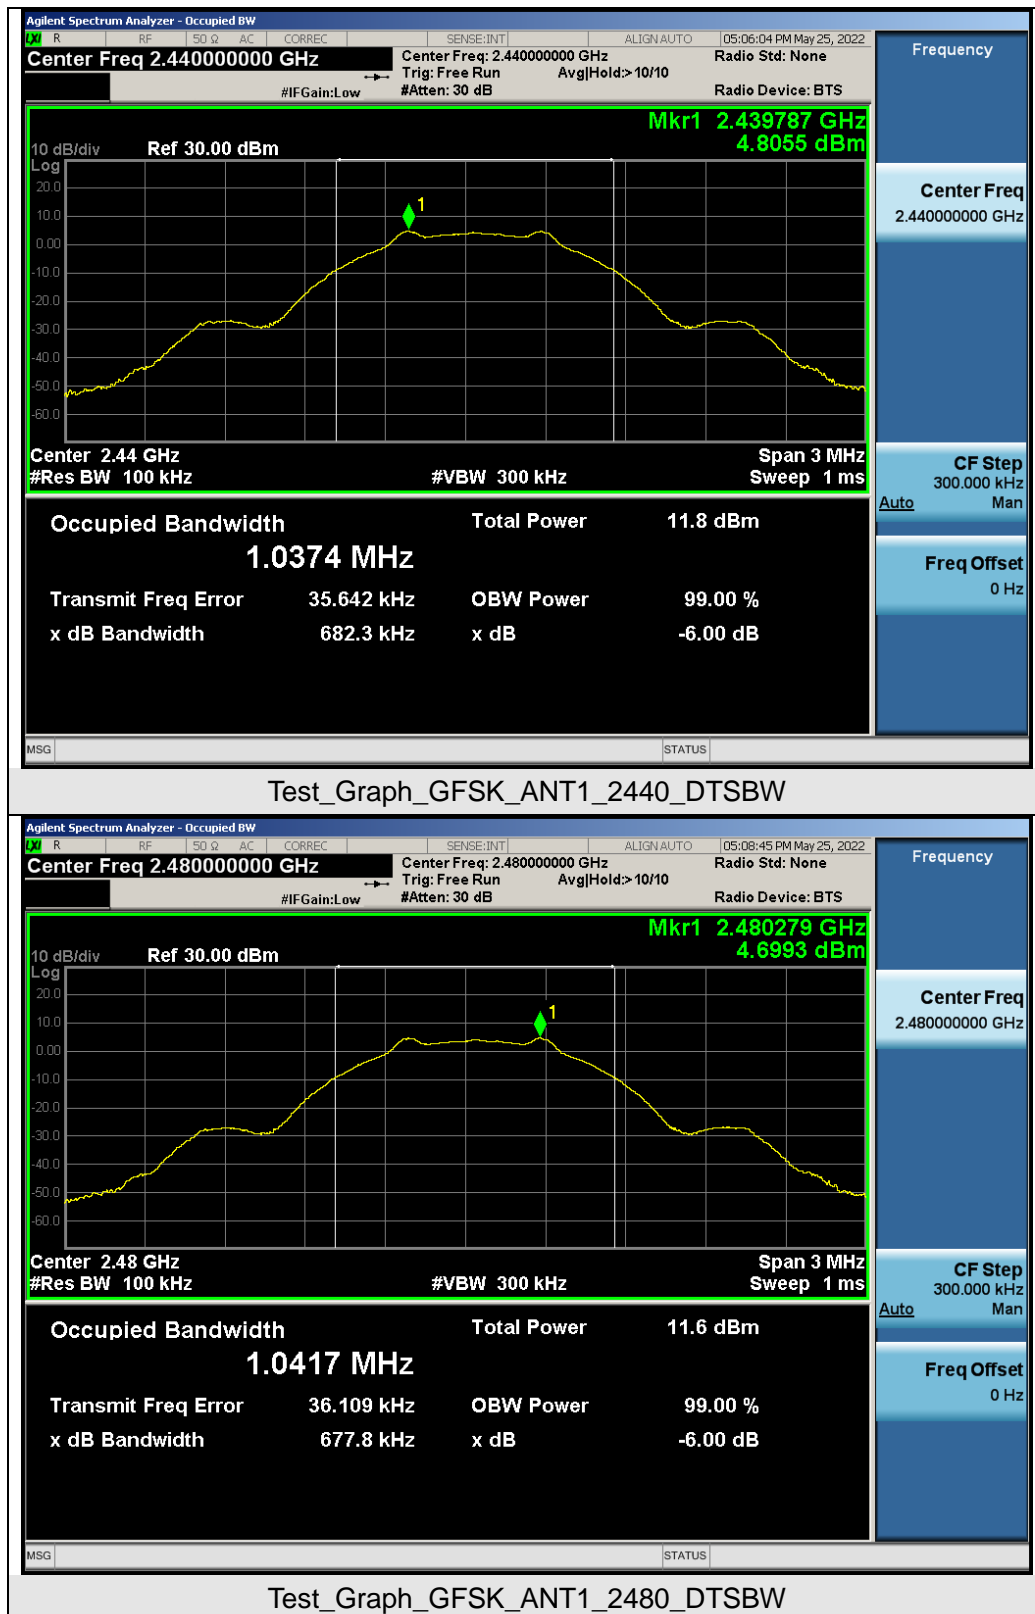 Agilent Spectrum Analyzer - Occupied BW
LXI R RF 50 Ω AC CORREC SENSE:INT ALIGN AUTO 05:06:04 PM May 25, 2022
Center Freq 2.440000000 GHz Center Freq: 2.440000000 GHz Radio Std: None Frequency
Trig: Free Run Avg|Hold:> 10/10
#IFGain:Low #Atten: 30 dB Radio Device: BTS
Mkr1 2.439787 GHz
10 dB/div Ref 30.00 dBm 4.8055 dBm
Log
20.0
10.0
0.00
-10.0
-20.0
-30.0
-40.0
-50.0
-60.0
1
Center Freq
2.440000000 GHz
Center 2.44 GHz Span 3 MHz
#Res BW 100 kHz #VBW 300 kHz Sweep 1 ms
CF Step
300.000 kHz
Auto Man
Occupied Bandwidth Total Power 11.8 dBm
1.0374 MHz
Freq Offset
0 Hz
Transmit Freq Error 35.642 kHz OBW Power 99.00 %
x dB Bandwidth 682.3 kHz x dB -6.00 dB
MSG STATUS
Test_Graph_GFSK_ANT1_2440_DTSBW
Agilent Spectrum Analyzer - Occupied BW
LXI R RF 50 Ω AC CORREC SENSE:INT ALIGN AUTO 05:08:45 PM May 25, 2022
Center Freq 2.480000000 GHz Center Freq: 2.480000000 GHz Radio Std: None Frequency
Trig: Free Run Avg|Hold:> 10/10
#IFGain:Low #Atten: 30 dB Radio Device: BTS
Mkr1 2.480279 GHz
10 dB/div Ref 30.00 dBm 4.6993 dBm
Log
20.0
10.0
0.00
-10.0
-20.0
-30.0
-40.0
-50.0
-60.0
1
Center Freq
2.480000000 GHz
Center 2.48 GHz Span 3 MHz
#Res BW 100 kHz #VBW 300 kHz Sweep 1 ms
CF Step
300.000 kHz
Auto Man
Occupied Bandwidth Total Power 11.6 dBm
1.0417 MHz
Freq Offset
0 Hz
Transmit Freq Error 36.109 kHz OBW Power 99.00 %
x dB Bandwidth 677.8 kHz x dB -6.00 dB
MSG STATUS
Test_Graph_GFSK_ANT1_2480_DTSBW